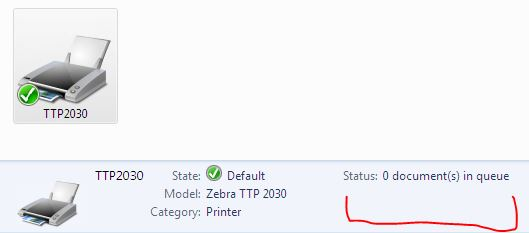 TTP2030
TTP2030 State: Default Status: 0 document(s) in queue
Model: Zebra TTP 2030
Category: Printer